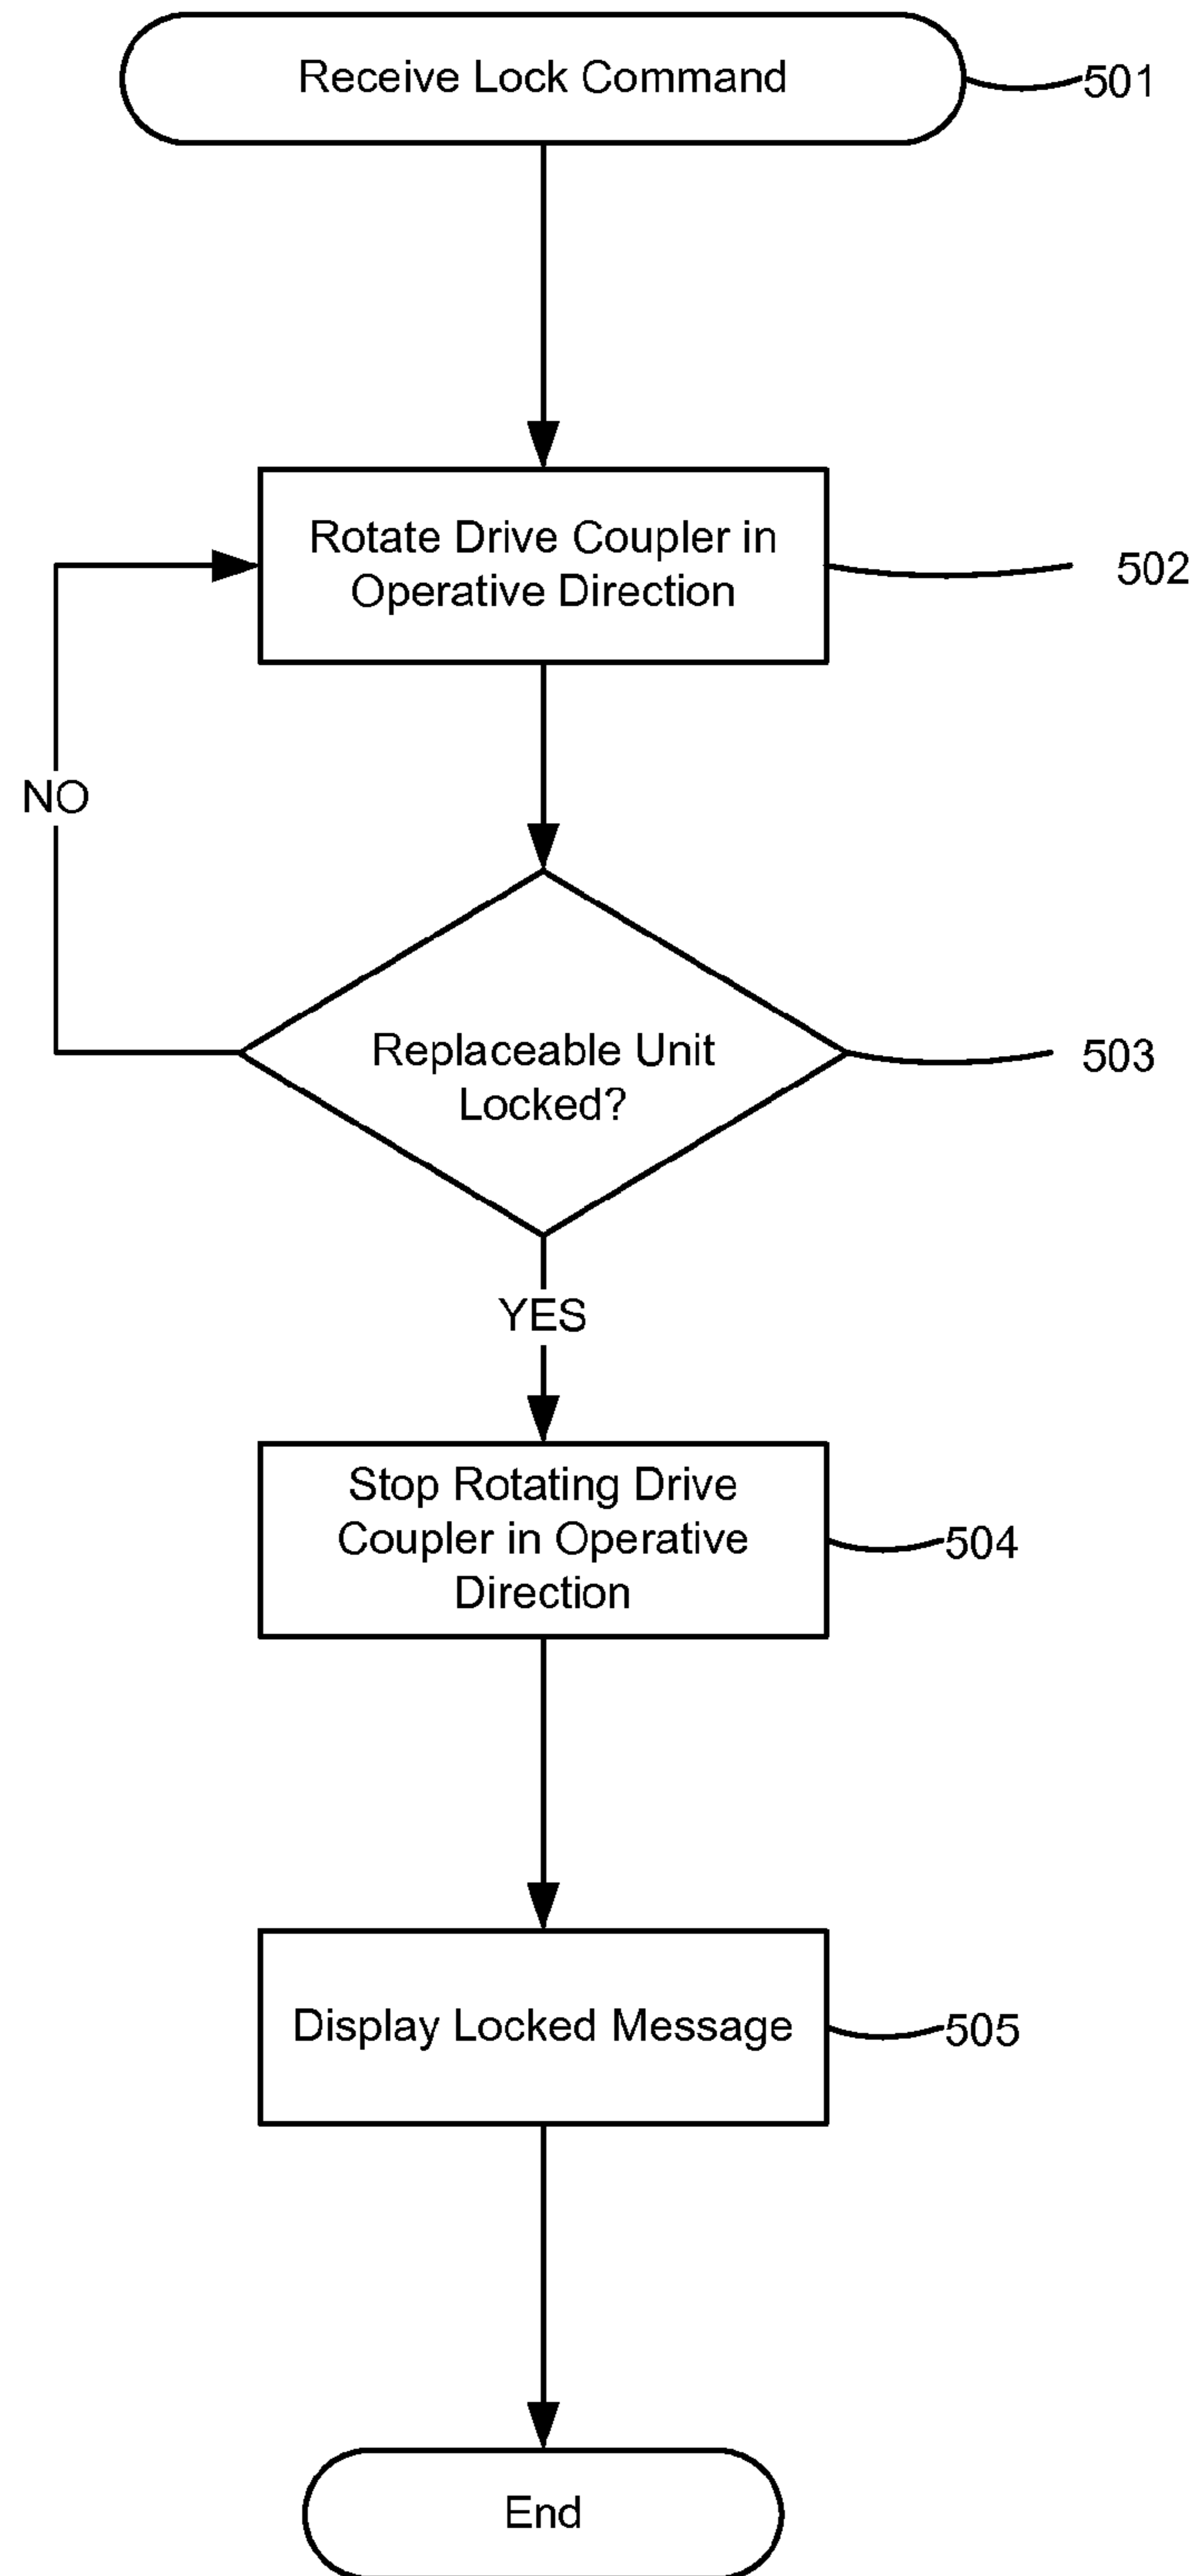 Receive Lock Command
501
Rotate Drive Coupler in
Operative Direction
502
NO
Replaceable Unit
Locked?
503
YES
Stop Rotating Drive
Coupler in Operative
Direction
504
Display Locked Message
505
End